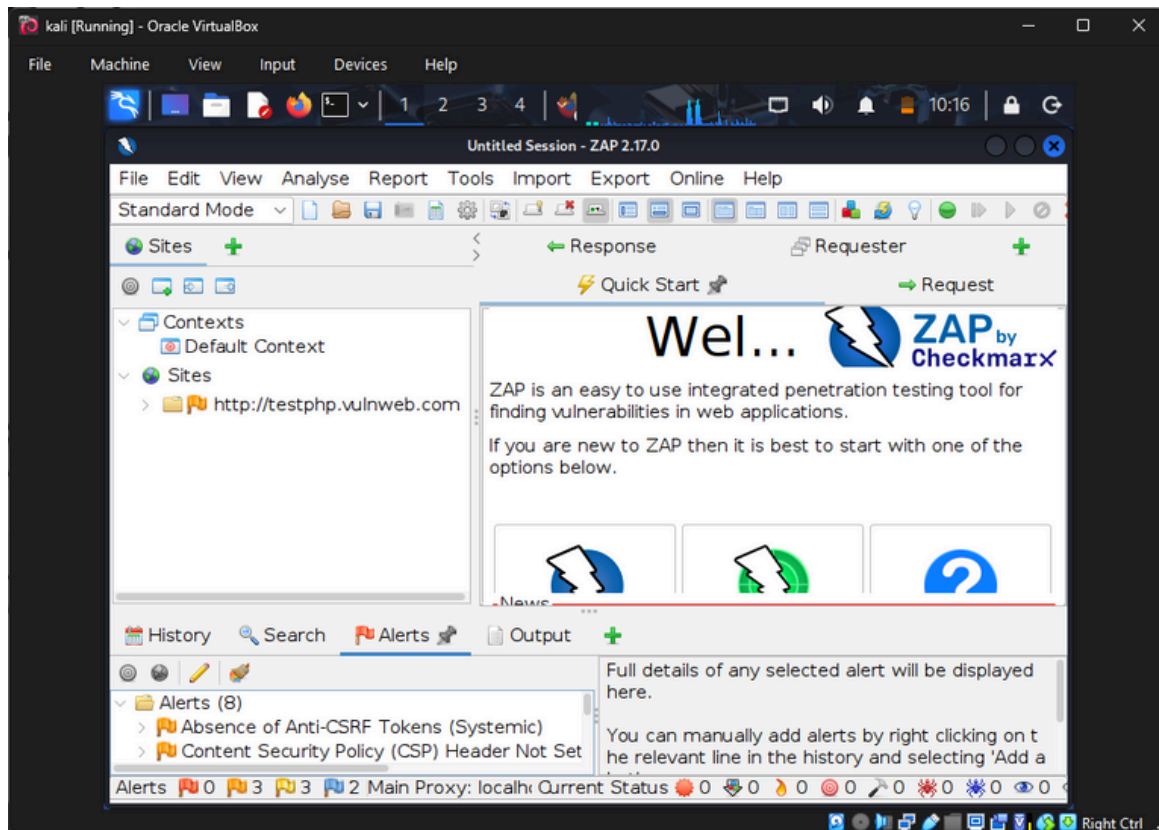 kali [Running] - Oracle VirtualBox
File Machine View Input Devices Help
1 2 3 4 10:16
Untitled Session - ZAP 2.17.0
File Edit View Analyse Report Tools Import Export Online Help
Standard Mode
Sites
Response Requester
Quick Start Request
Contexts
Default Context
Sites
http://testphp.vulnweb.com
Wel... ZAP by Checkmarx
ZAP is an easy to use integrated penetration testing tool for
finding vulnerabilities in web applications.
If you are new to ZAP then it is best to start with one of the
options below.
?
News
History Search Alerts Output
Alerts (8)
Absence of Anti-CSRF Tokens (Systemic)
Content Security Policy (CSP) Header Not Set
Full details of any selected alert will be displayed
here.
You can manually add alerts by right clicking on t
he relevant line in the history and selecting 'Add a
Alerts 0 3 3 2 Main Proxy: localh Current Status 0 0 0 0 0 0 0 0
Right Ctrl